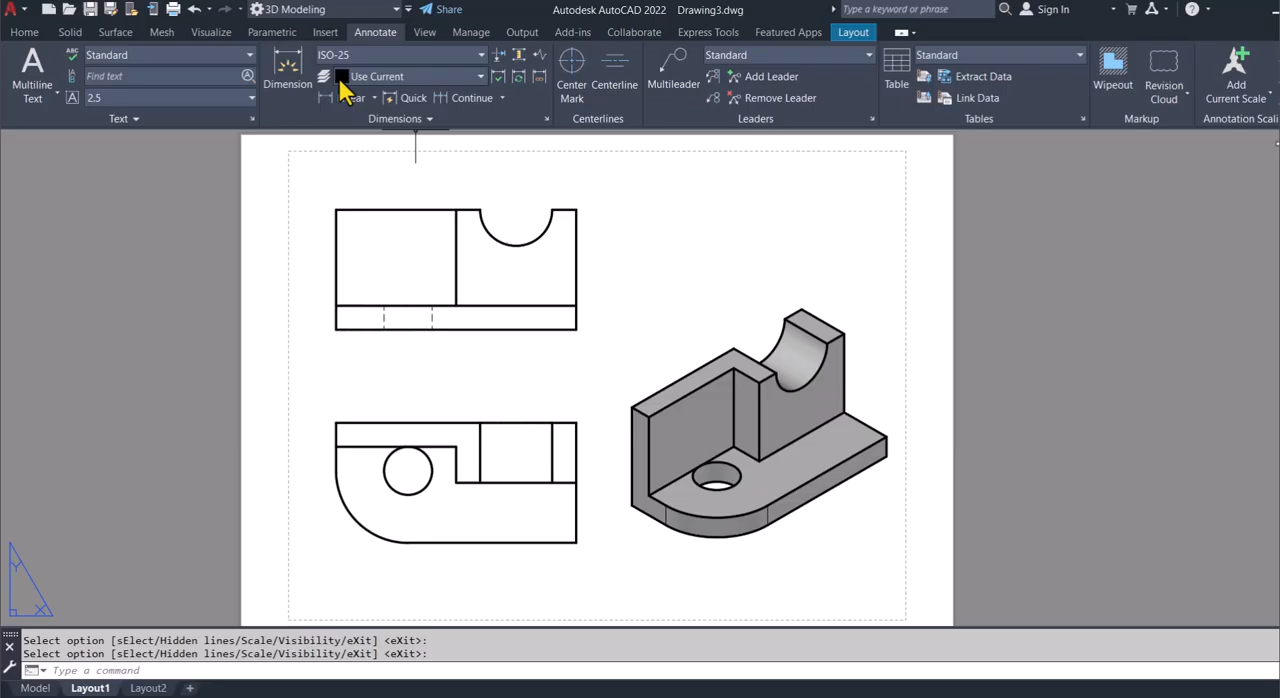 3D Modeling Share Autodesk AutoCAD 2022 Drawing3.dwg Type a keyword or phrase Sign In
Home Solid Surface Mesh Visualize Parametric Insert Annotate View Manage Output Add-ins Collaborate Express Tools Featured Apps Layout
Multiline
Text
ABC Standard
Find text
A 2.5
Text
Dimension
ISO-25
Use Current
Quick Continue
Dimensions
Center
Mark
Centerline
Centerlines
Multileader
Standard
Add Leader
Remove Leader
Leaders
Table
Standard
Extract Data
Link Data
Tables
Wipeout
Revision
Cloud
Markup
Add
Current Scale
Annotation Scali
Y
X
Select option [sElect/Hidden lines/Scale/Visibility/eXit] <eXit>:
Select option [sElect/Hidden lines/Scale/Visibility/eXit] <eXit>:
Type a command
Model Layout1 Layout2 +